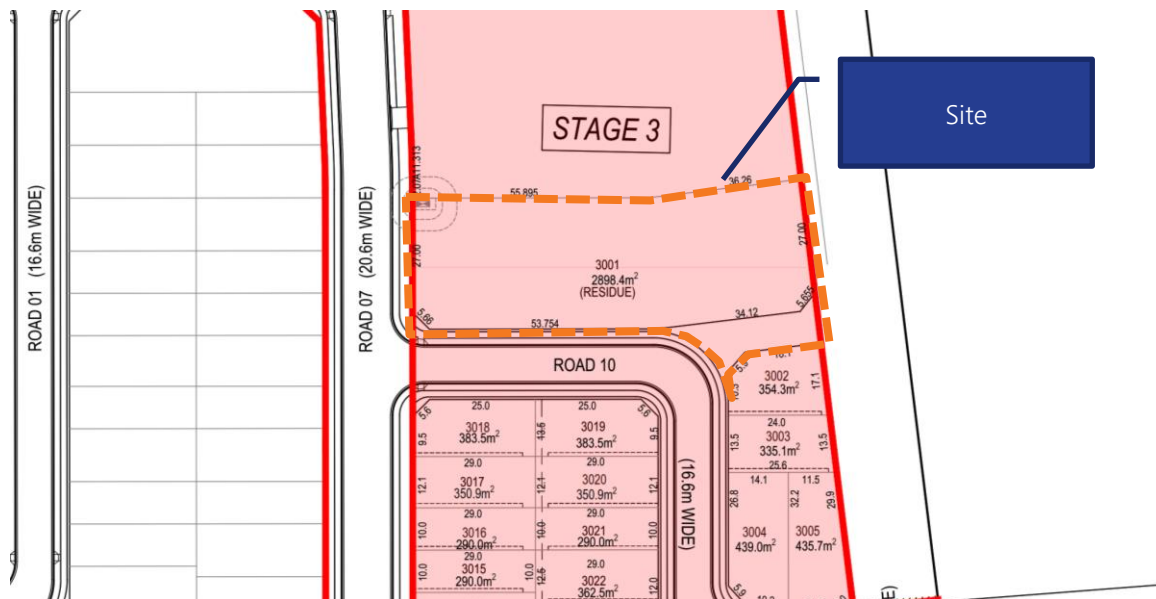 Site
STAGE 3
ROAD 01 (16.6m WIDE)
ROAD 07 (20.6m WIDE)
55.895
36.26
27.00
27.00
3001
2898.4m²
(RESIDUE)
5.655
5.66
53.754
34.12
ROAD 10
(16.6m WIDE)
3002
354.3m²
17.1
5.6
25.0
25.0
5.6
9.5
3018
383.5m²
13.5
3019
383.5m²
9.5
13.5
24.0
3003
335.1m²
13.5
25.6
29.0
29.0
12.1
3017
350.9m²
12.1
3020
350.9m²
12.1
14.1
11.5
26.8
32.2
29.9
3004
439.0m²
3005
435.7m²
29.0
29.0
10.0
3016
290.0m²
10.0
3021
290.0m²
10.0
29.0
29.0
10.0
3015
290.0m²
10.0
12.5
3022
362.5m²
12.0
5.9